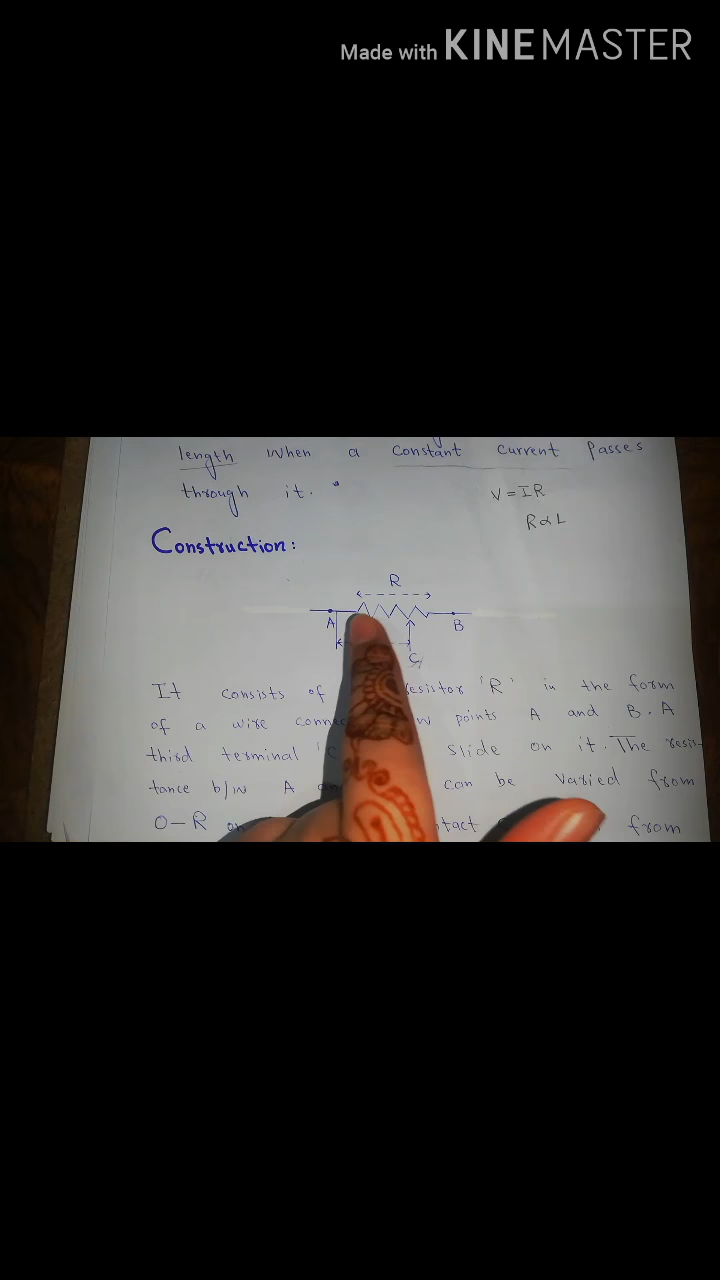 Made with KINEMASTER
length When a constant current Passes
through it.
V = IR
R ∝ L
Construction:
R
A
B
C
It consists of resistor 'R' in the form
of a wire points A and B. A
third terminal 'C slide on it. The resis-
tance b/w A can be varied from
O-R from